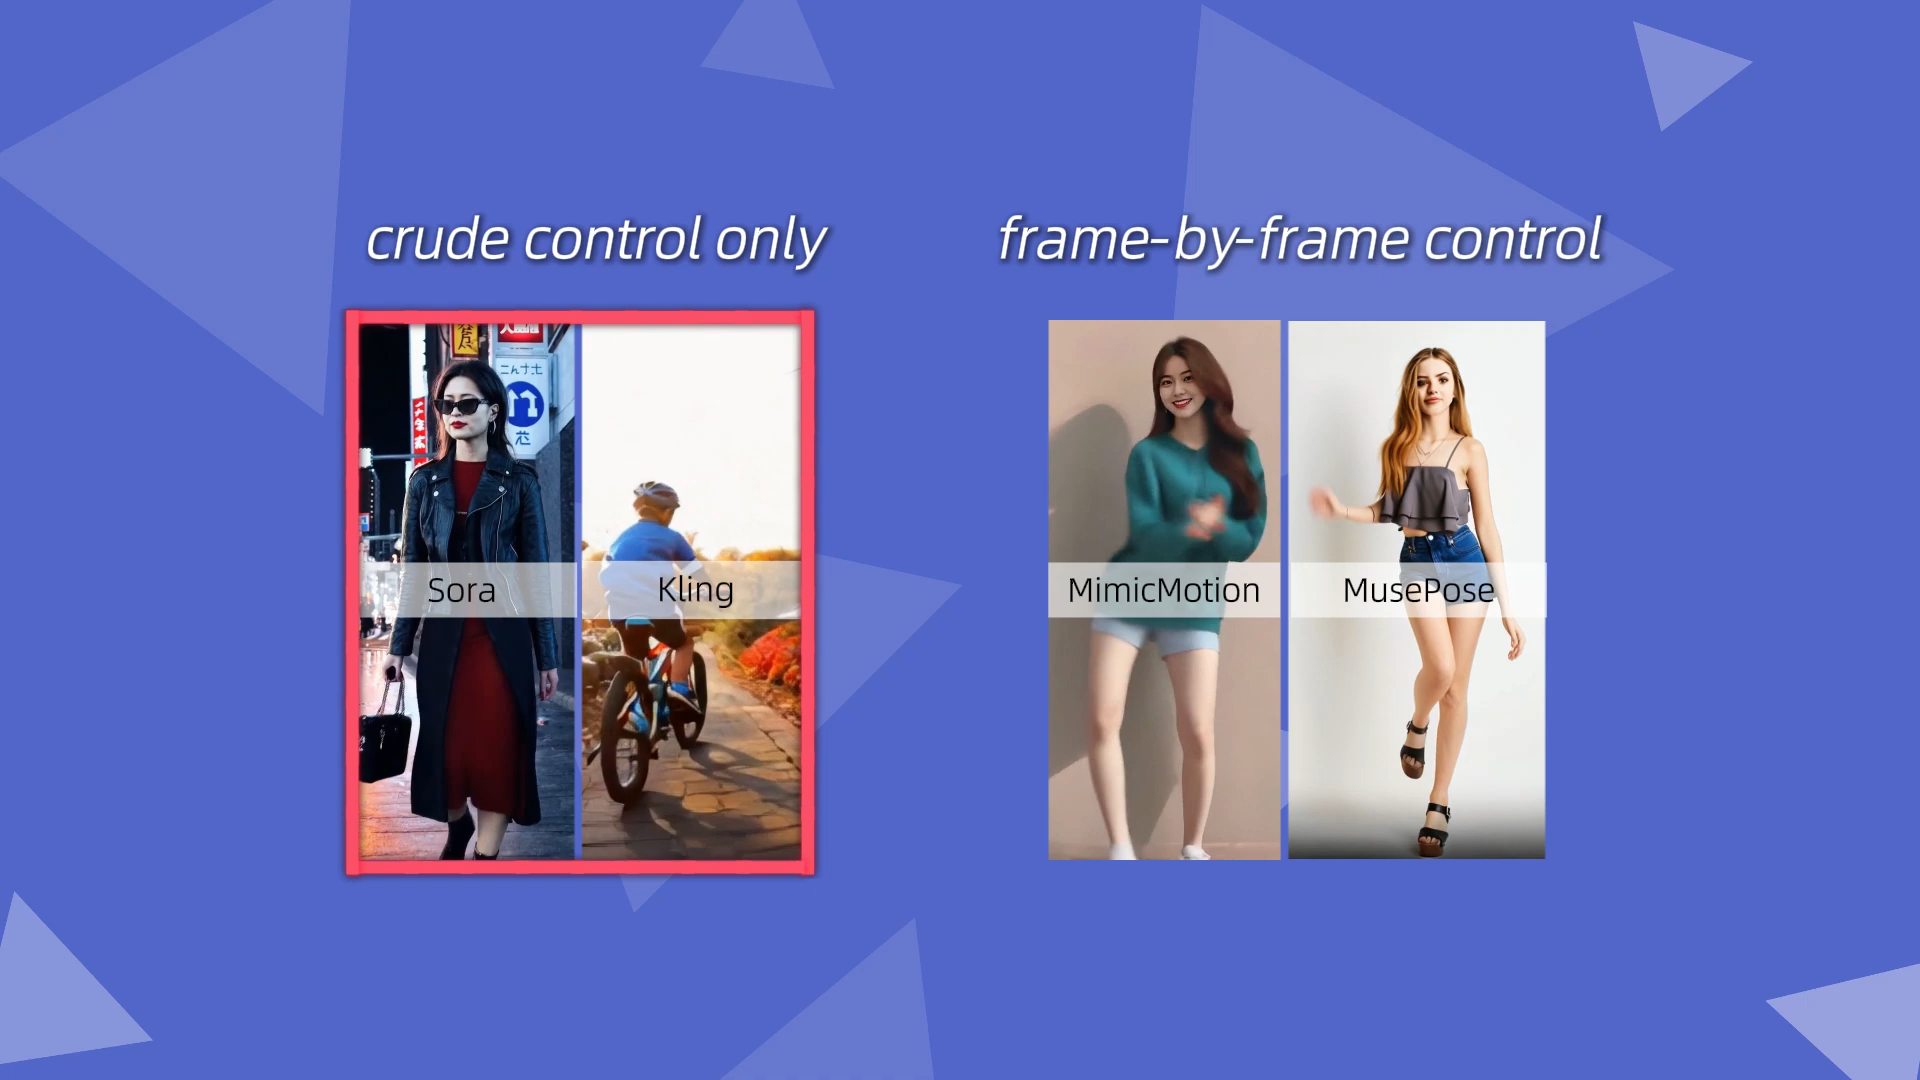 crude control only
frame-by-frame control
Sora
Kling
MimicMotion
MusePose